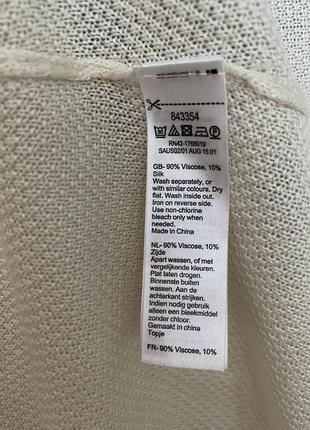 843354
RN42-1768019
SAUS02/01 AUG 15 01
GB- 90% Viscose, 10%
Silk
Wash separately, or
with similar colours. Dry
flat. Wash inside out.
Iron on reverse side.
Use non-chlorine
bleach only when
needed.
Made in China
NL- 90% Viscose, 10%
Zijde
Apart wassen, of met
vergelijkende kleuren.
Plat laten drogen.
Binnenste buiten
wassen. Aan de
achterkant strijken.
Indien nodig gebruik
alleen een bleekmiddel
zonder chloor.
Gemaakt in china
Topje
FR- 90% Viscose, 10%